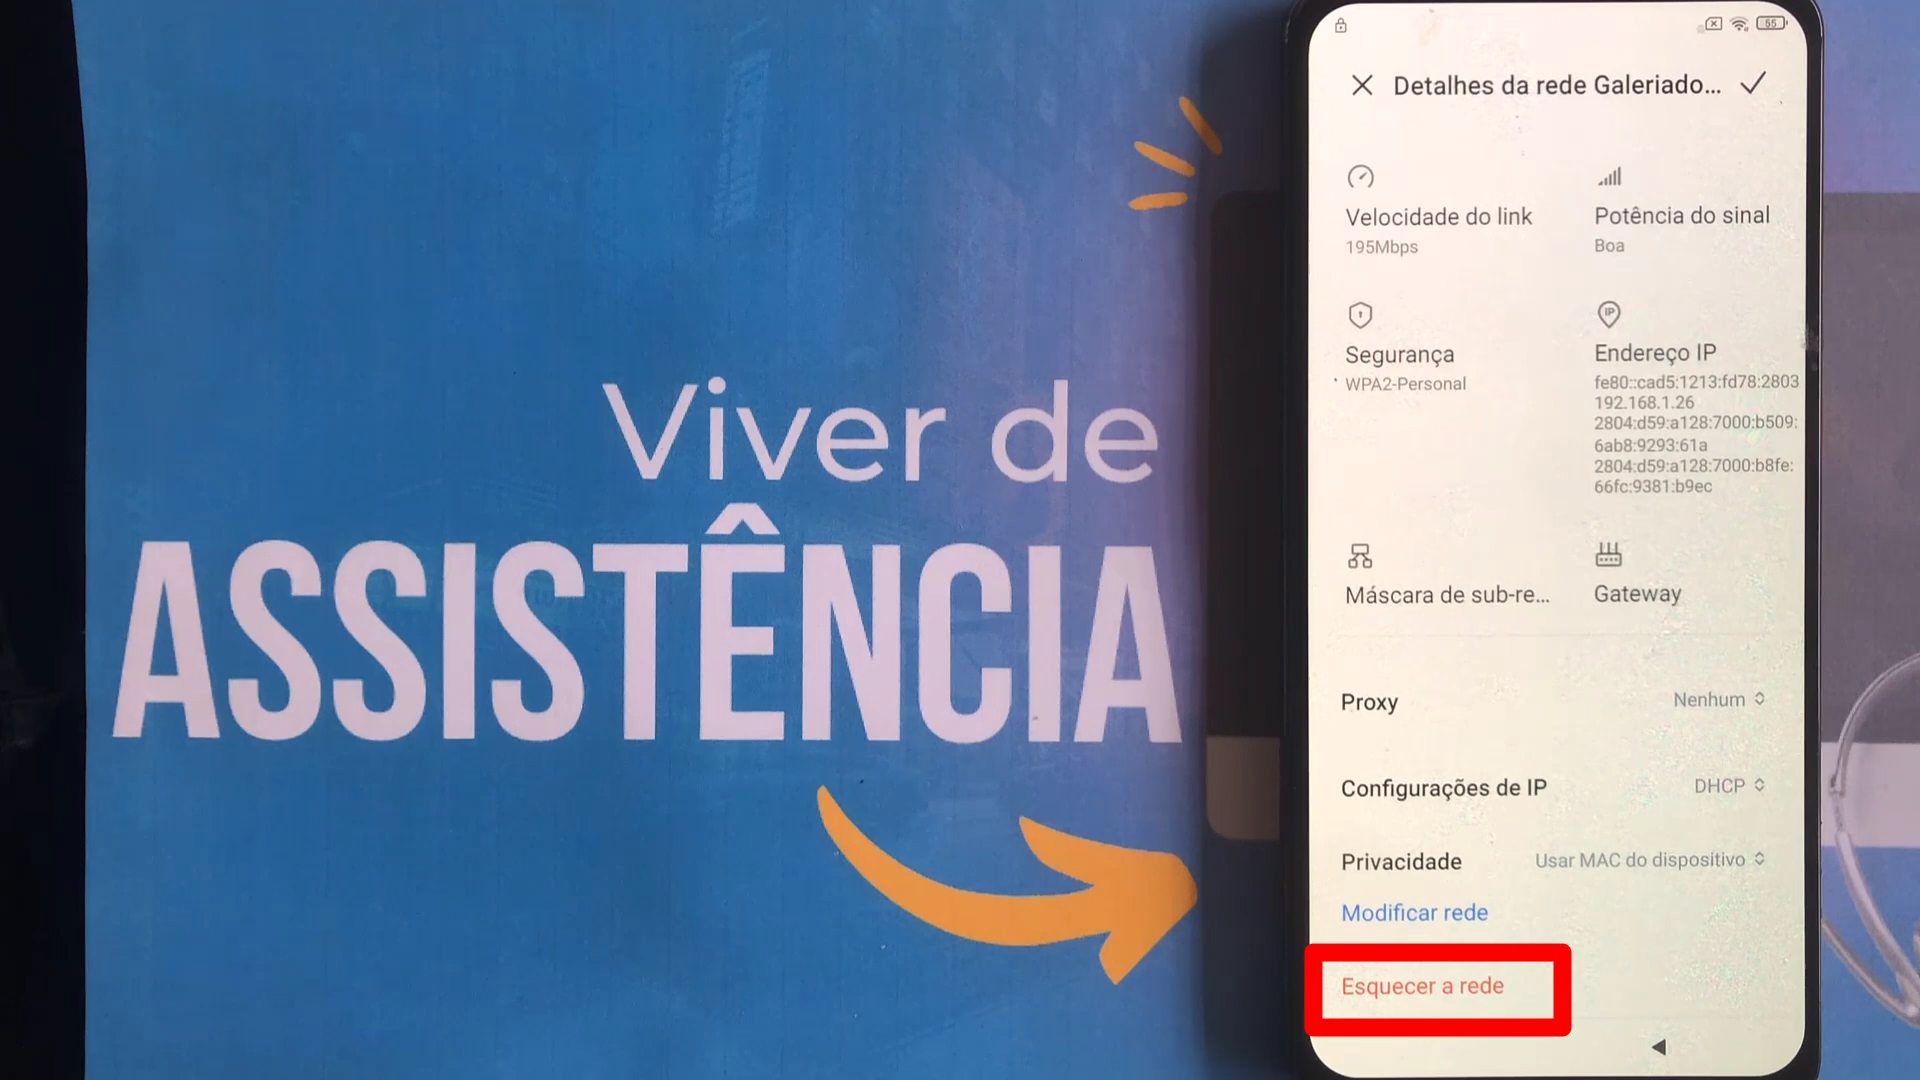 Viver de
ASSISTÊNCIA
55
Detalhes da rede Galeriado...
Velocidade do link
195Mbps
Potência do sinal
Boa
Segurança
WPA2-Personal
IP
Endereço IP
fe80::cad5:1213:fd78:2803
192.168.1.26
2804:d59:a128:7000:b509:
6ab8:9293:61a
2804:d59:a128:7000:b8fe:
66fc:9381:b9ec
Máscara de sub-re...
Gateway
Proxy
Nenhum
Configurações de IP
DHCP
Privacidade
Usar MAC do dispositivo
Modificar rede
Esquecer a rede